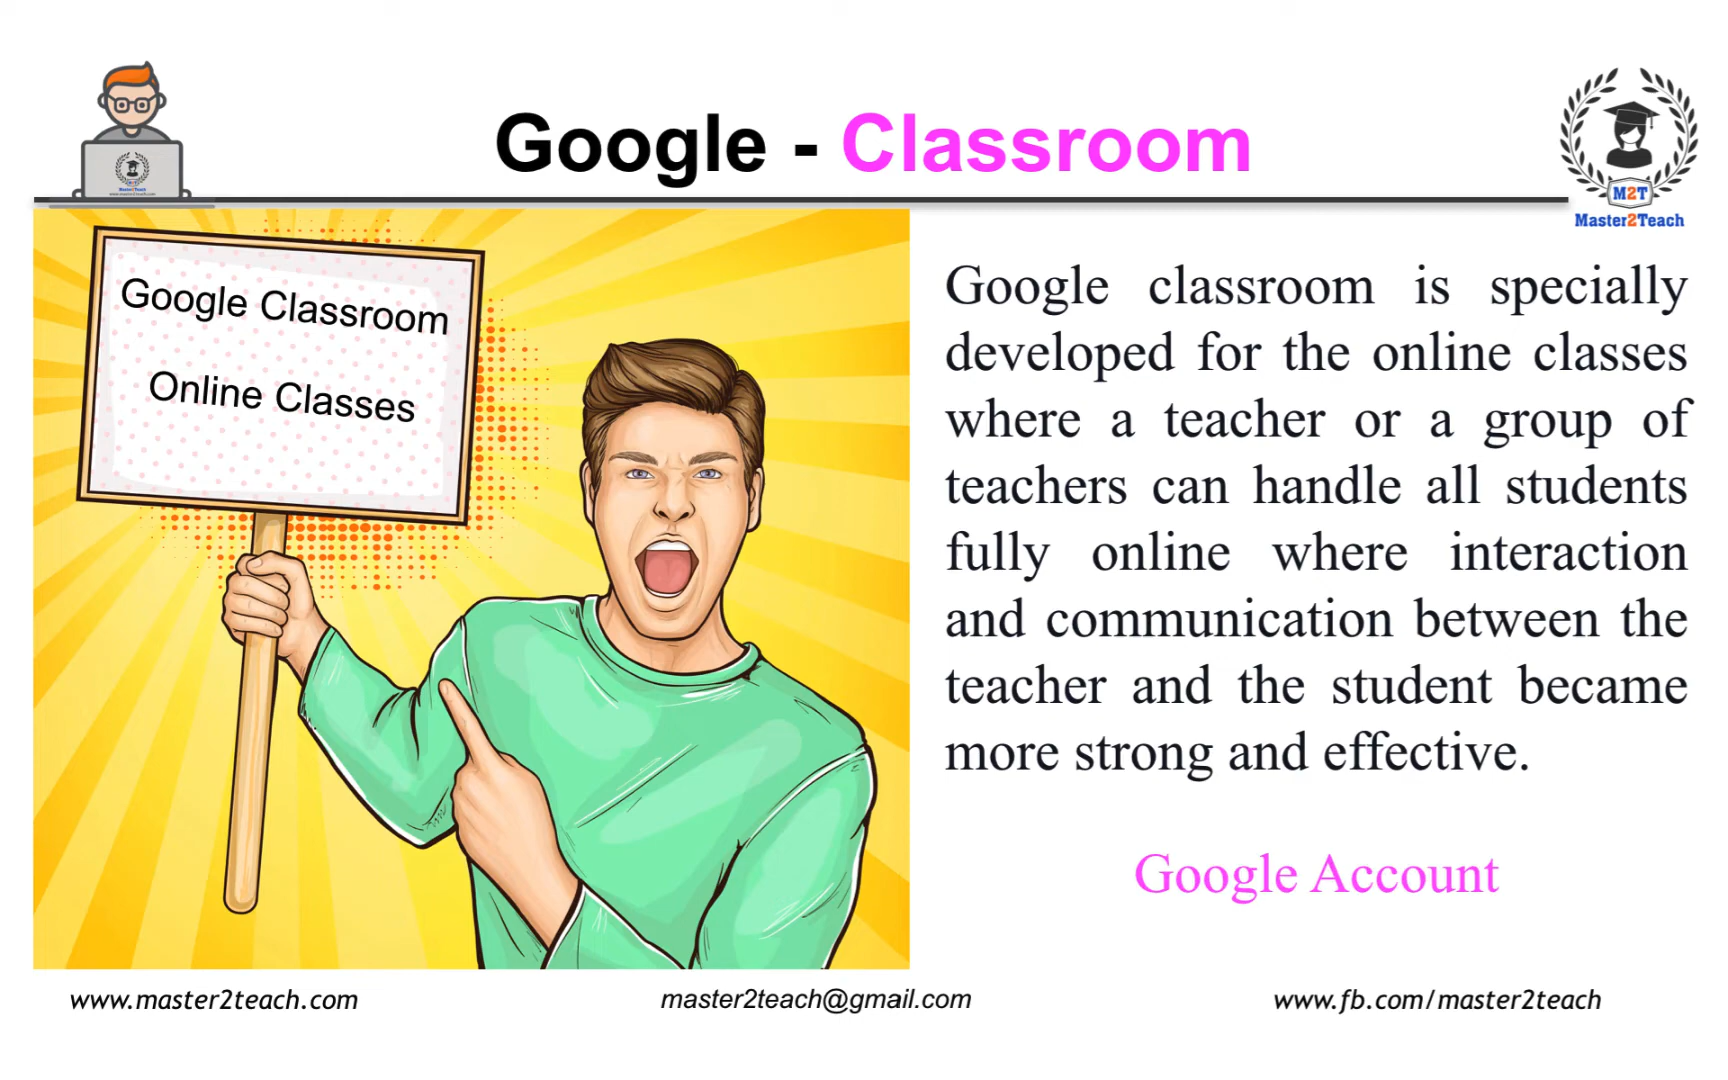 Google - Classroom
M2T
Master2Teach
Google Classroom
Online Classes
Google classroom is specially
developed for the online classes
where a teacher or a group of
teachers can handle all students
fully online where interaction
and communication between the
teacher and the student became
more strong and effective.
Google Account
www.master2teach.com
master2teach@gmail.com
www.fb.com/master2teach